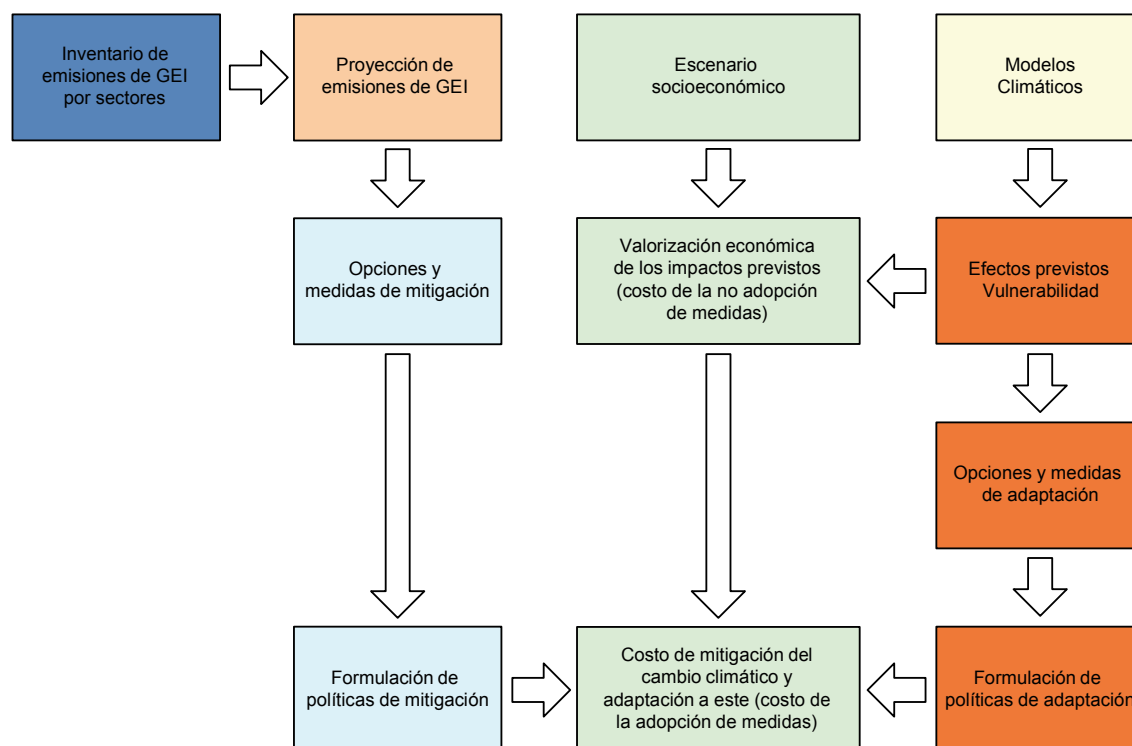 Inventario de
emisiones de GEI
por sectores
Proyección de
emisiones de GEI
Escenario
socioeconómico
Modelos
Climáticos
Opciones y
medidas de mitigación
Valorización económica
de los impactos previstos
(costo de la no adopción
de medidas)
Efectos previstos
Vulnerabilidad
Opciones y medidas
de adaptación
Formulación de
políticas de mitigación
Costo de mitigación del
cambio climático y
adaptación a este (costo de
la adopción de medidas)
Formulación de
políticas de adaptación